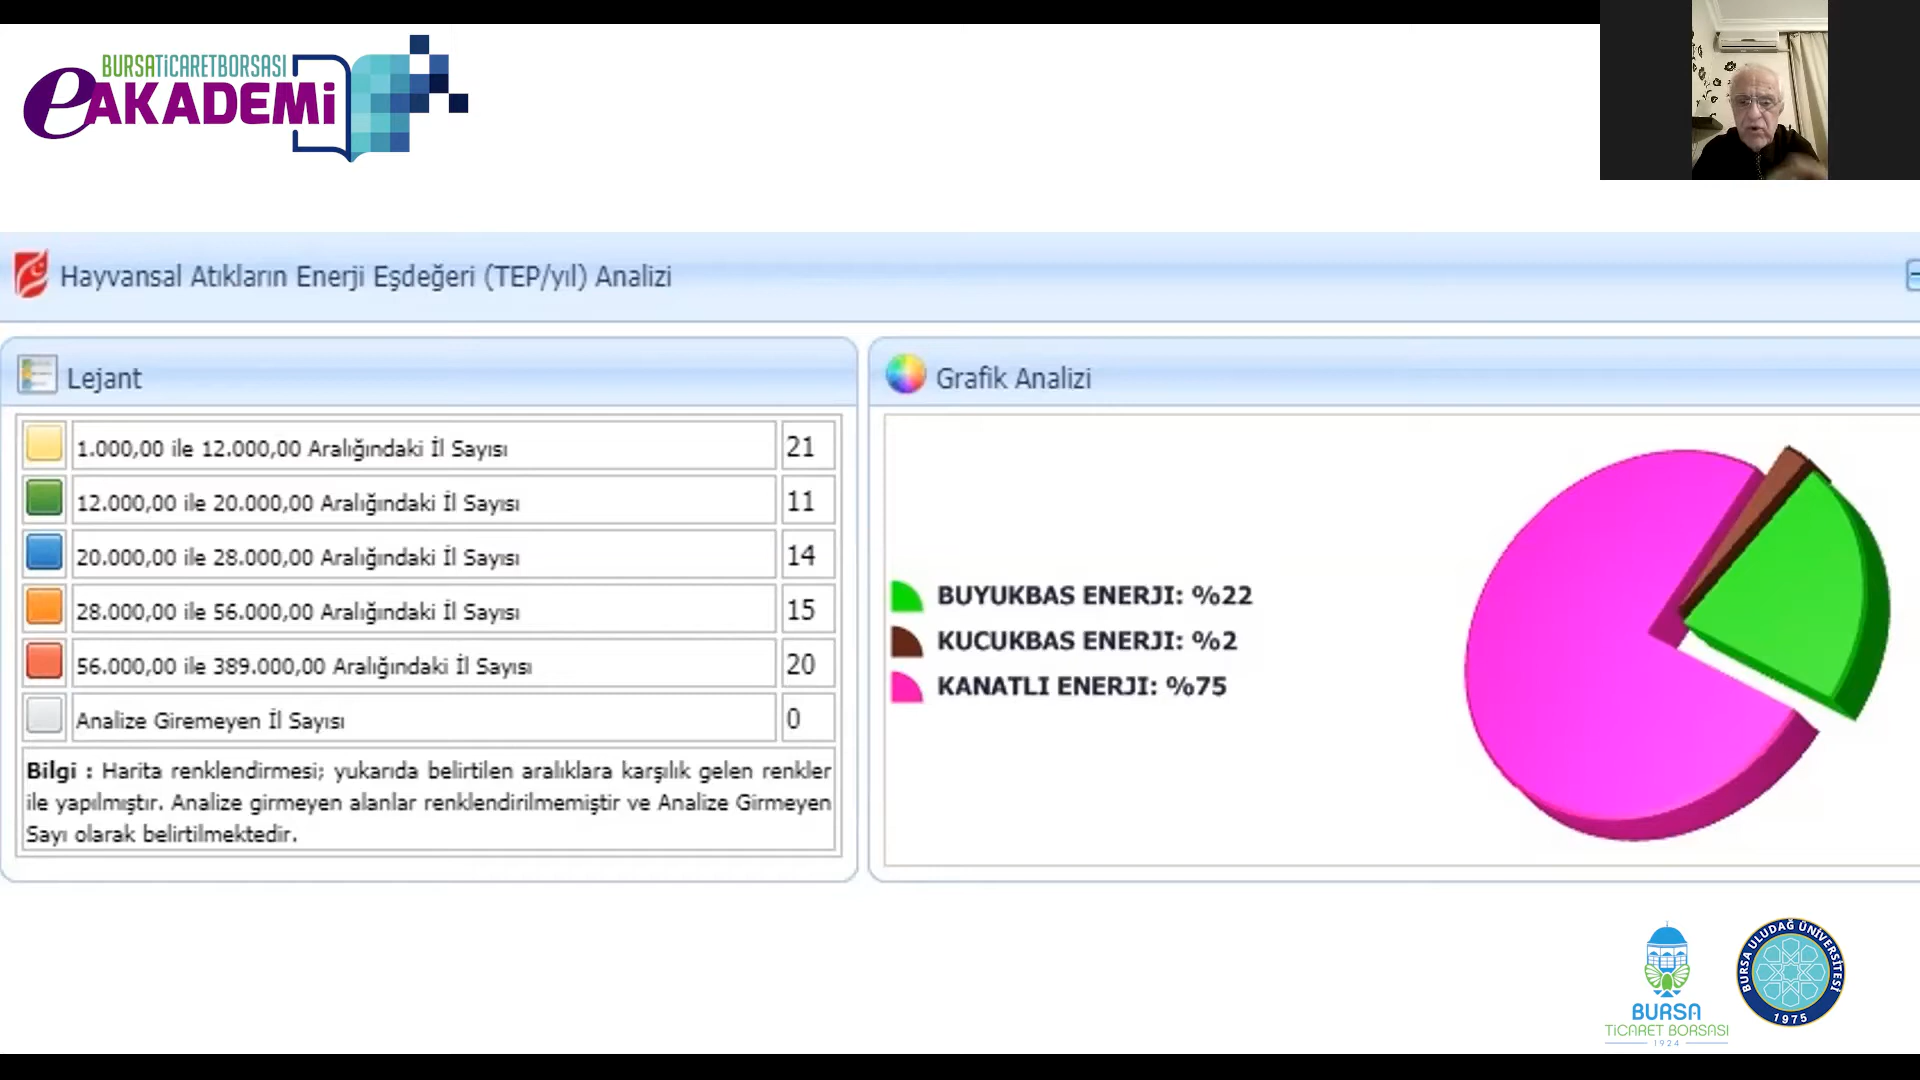 BURSATİCARETBORSASI
eAKADEMİ
Hayvansal Atıkların Enerji Eşdeğeri (TEP/yıl) Analizi
Lejant
1.000,00 ile 12.000,00 Aralığındaki İl Sayısı 21
12.000,00 ile 20.000,00 Aralığındaki İl Sayısı 11
20.000,00 ile 28.000,00 Aralığındaki İl Sayısı 14
28.000,00 ile 56.000,00 Aralığındaki İl Sayısı 15
56.000,00 ile 389.000,00 Aralığındaki İl Sayısı 20
Analize Giremeyen İl Sayısı 0
Bilgi : Harita renklendirmesi; yukarıda belirtilen aralıklara karşılık gelen renkler
ile yapılmıştır. Analize girmeyen alanlar renklendirilmemiştir ve Analize Girmeyen
Sayı olarak belirtilmektedir.
Grafik Analizi
BUYUKBAS ENERJI: %22
KUCUKBAS ENERJI: %2
KANATLI ENERJI: %75
BURSA
TİCARET BORSASI
1924
BURSA ULUDAĞ ÜNİVERSİTESİ
1975